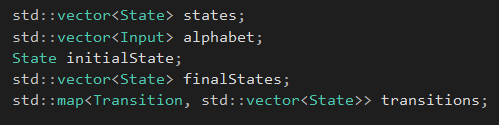 std::vector<State> states;
std::vector<Input> alphabet;
State initialState;
std::vector<State> finalStates;
std::map<Transition, std::vector<State>> transitions;